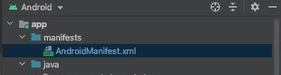 Android
app
manifests
AndroidManifest.xml
java